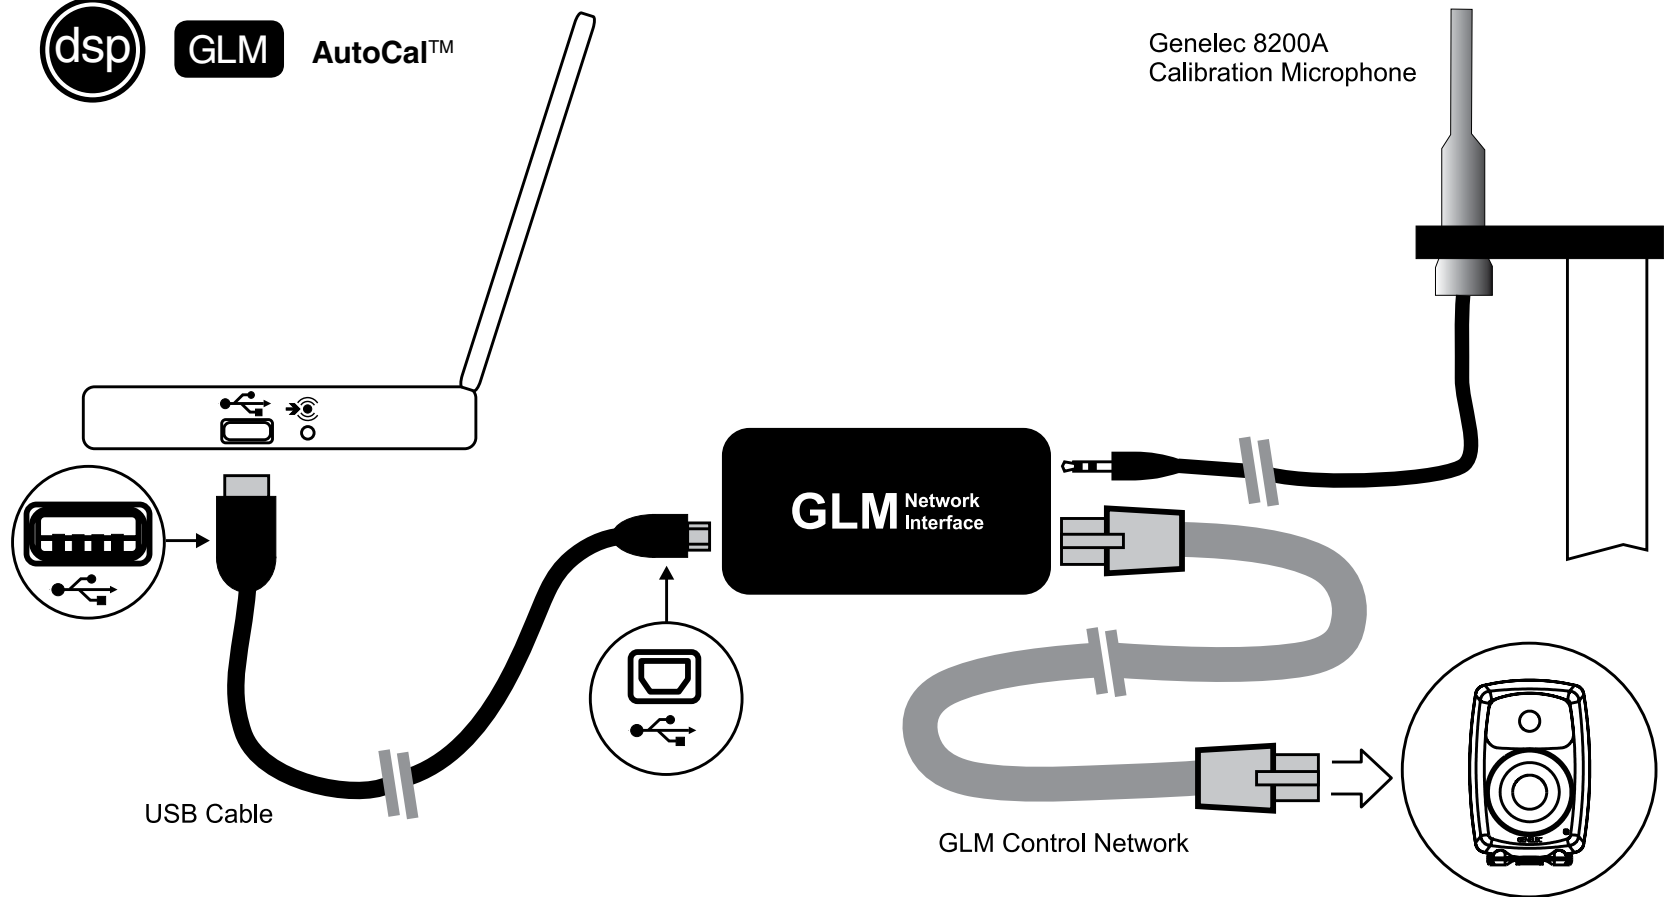 dsp
GLM
AutoCal™
Genelec 8200A
Calibration Microphone
GLM Network
Interface
USB Cable
GLM Control Network